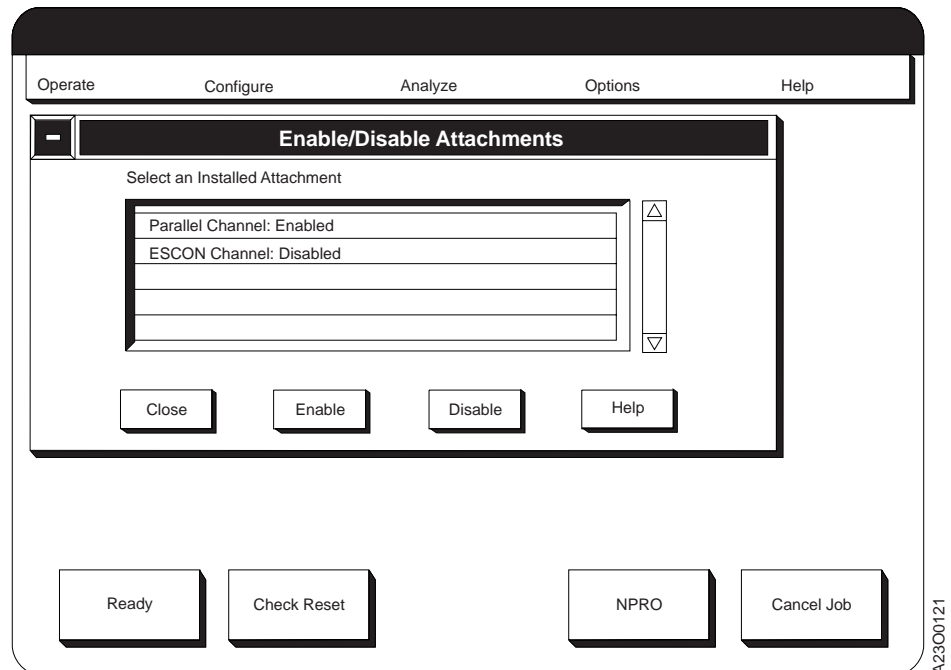 Operate Configure Analyze Options Help
Enable/Disable Attachments
Select an Installed Attachment
Parallel Channel: Enabled
ESCON Channel: Disabled
Close Enable Disable Help
Ready Check Reset NPRO Cancel Job
A23O0121